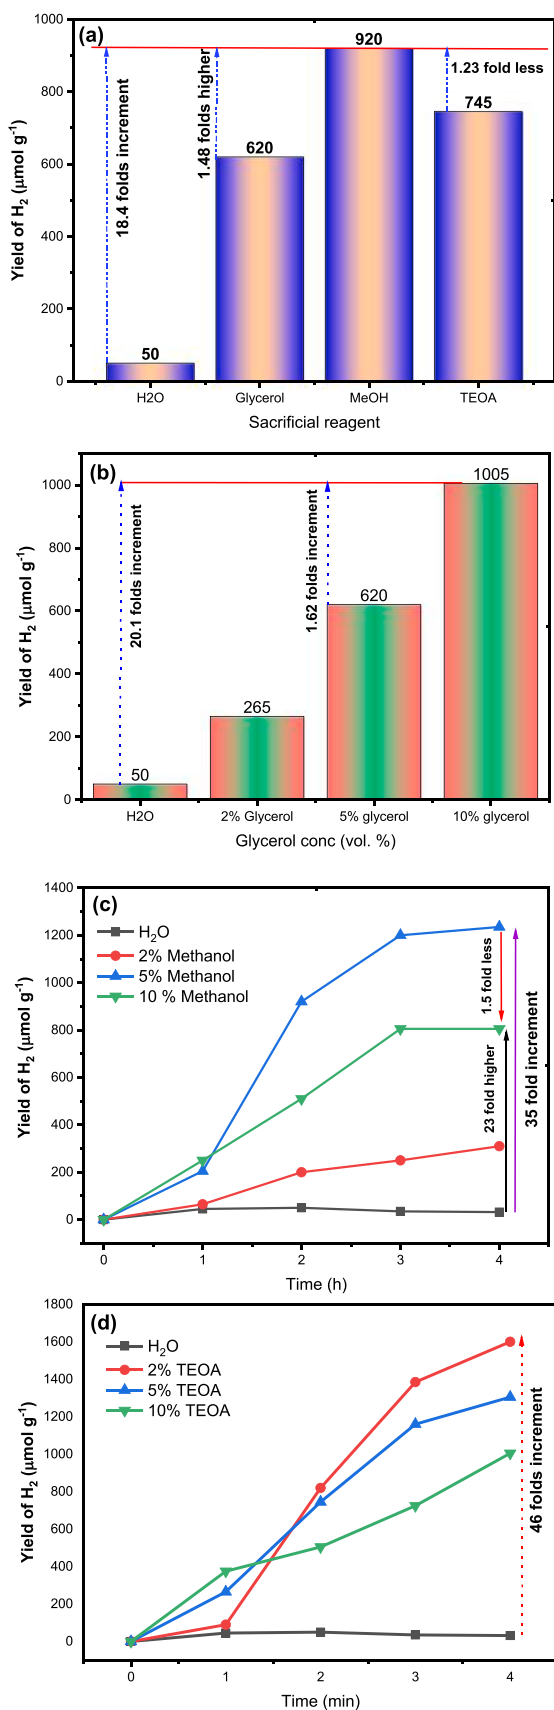 (a)
Yield of H2 (μmol g-1)
1000
800
600
400
200
0
18.4 folds increment
1.48 folds higher
1.23 fold less
50
620
920
745
H2O Glycerol MeOH TEOA
Sacrificial reagent
(b)
Yield of H2 (μmol g-1)
1000
800
600
400
200
0
20.1 folds increment
1.62 folds increment
50
265
620
1005
H2O 2% Glycerol 5% glycerol 10% glycerol
Glycerol conc (vol. %)
(c)
Yield of H2 (μmol g-1)
1400
1200
1000
800
600
400
200
0
H2O
2% Methanol
5% Methanol
10 % Methanol
1.5 fold less
23 fold higher
35 fold increment
0 1 2 3 4
Time (h)
(d)
Yield of H2 (μmol g-1)
1800
1600
1400
1200
1000
800
600
400
200
0
H2O
2% TEOA
5% TEOA
10% TEOA
46 folds increment
0 1 2 3 4
Time (min)